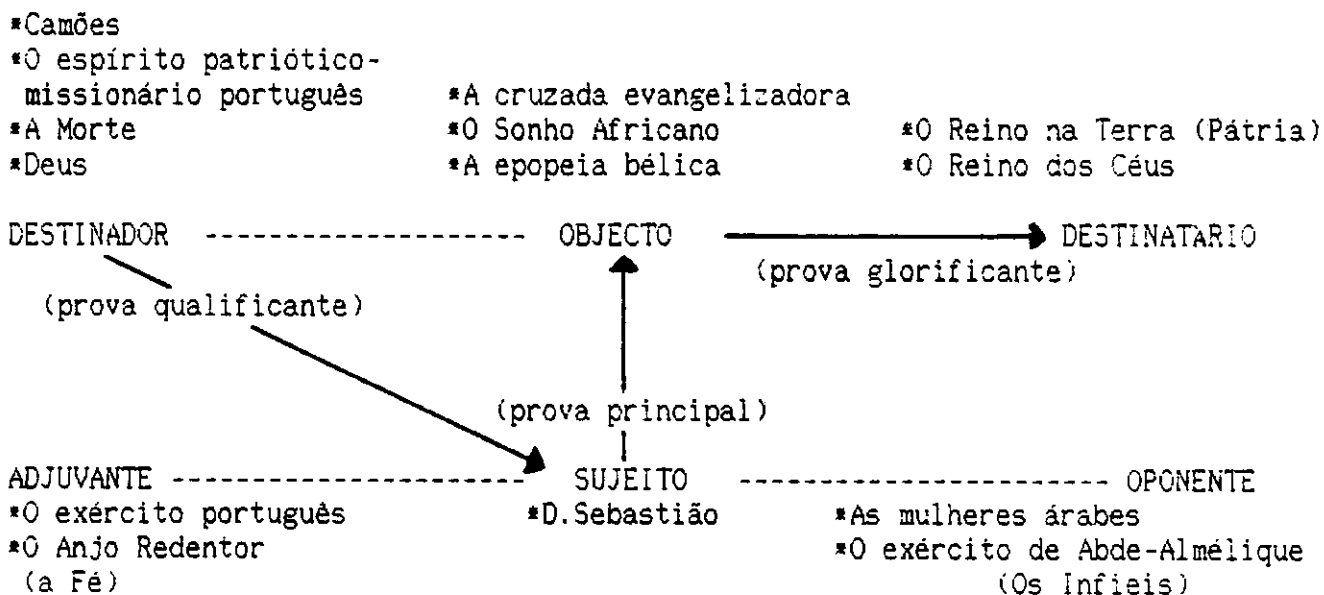 *Camões
*O espírito patriótico-
missionário português
*A Morte
*Deus
*A cruzada evangelizadora
*O Sonho Africano
*A epopeia bélica
*O Reino na Terra (Pátria)
*O Reino dos Céus
DESTINADOR -------------------- OBJECTO DESTINATARIO
(prova glorificante)
(prova qualificante)
(prova principal)
ADJUVANTE ---------------------- SUJEITO ----------------------- OPONENTE
*O exército português
*O Anjo Redentor
(a Fé)
*D.Sebastião
*As mulheres árabes
*O exército de Abde-Almélique
(Os Infieis)